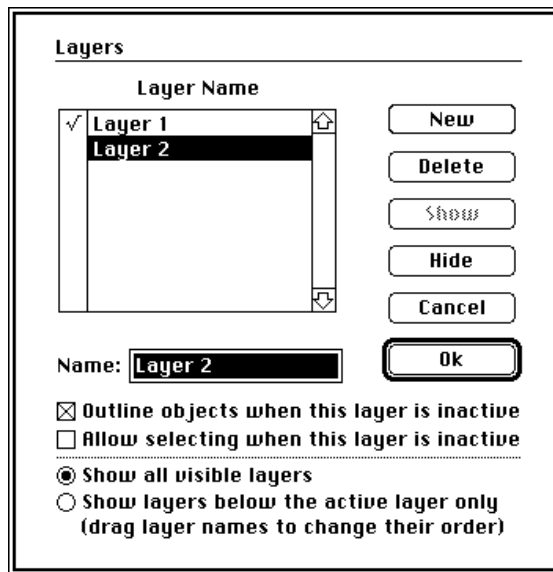 Layers
Layer Name
√ Layer 1
Layer 2
New
Delete
Show
Hide
Cancel
Ok
Name: Layer 2
Outline objects when this layer is inactive
Allow selecting when this layer is inactive
Show all visible layers
Show layers below the active layer only
(drag layer names to change their order)